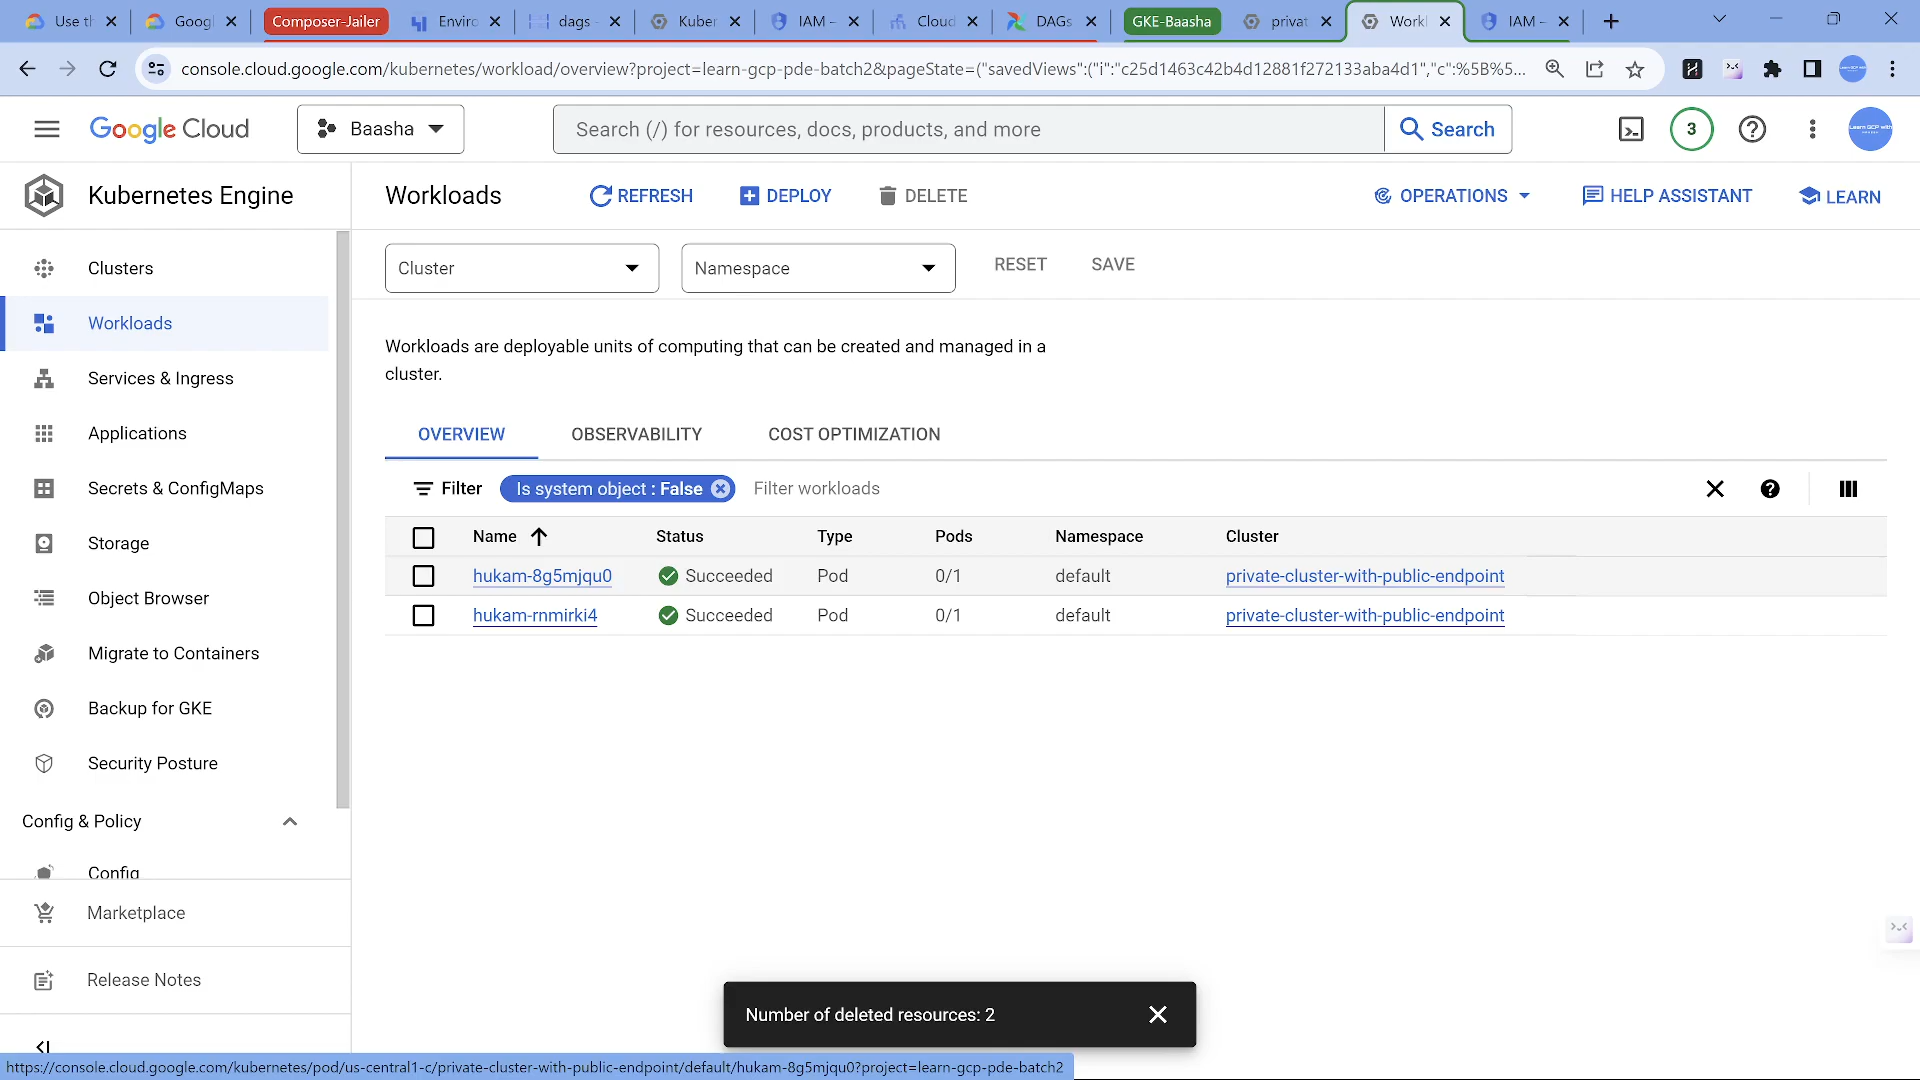 Use th
Googl
Composer-Jailer
Enviro
dags -
Kuber
IAM -
Cloud
DAGs
GKE-Baasha
privat
Workl
IAM -
console.cloud.google.com/kubernetes/workload/overview?project=learn-gcp-pde-batch2&pageState=("savedViews":("i":"c25d1463c42b4d12881f272133aba4d1","c":%5B%5...
Google Cloud
Baasha
Search (/) for resources, docs, products, and more
Search
3
Kubernetes Engine
Workloads
REFRESH
DEPLOY
DELETE
OPERATIONS
HELP ASSISTANT
LEARN
Clusters
Workloads
Services & Ingress
Applications
Secrets & ConfigMaps
Storage
Object Browser
Migrate to Containers
Backup for GKE
Security Posture
Config & Policy
Config
Marketplace
Release Notes
Cluster
Namespace
RESET
SAVE
Workloads are deployable units of computing that can be created and managed in a
cluster.
OVERVIEW
OBSERVABILITY
COST OPTIMIZATION
Filter
Is system object : False
Filter workloads
Name Status Type Pods Namespace Cluster
hukam-8g5mjqu0 Succeeded Pod 0/1 default private-cluster-with-public-endpoint
hukam-rnmirki4 Succeeded Pod 0/1 default private-cluster-with-public-endpoint
Number of deleted resources: 2
https://console.cloud.google.com/kubernetes/pod/us-central1-c/private-cluster-with-public-endpoint/default/hukam-8g5mjqu0?project=learn-gcp-pde-batch2